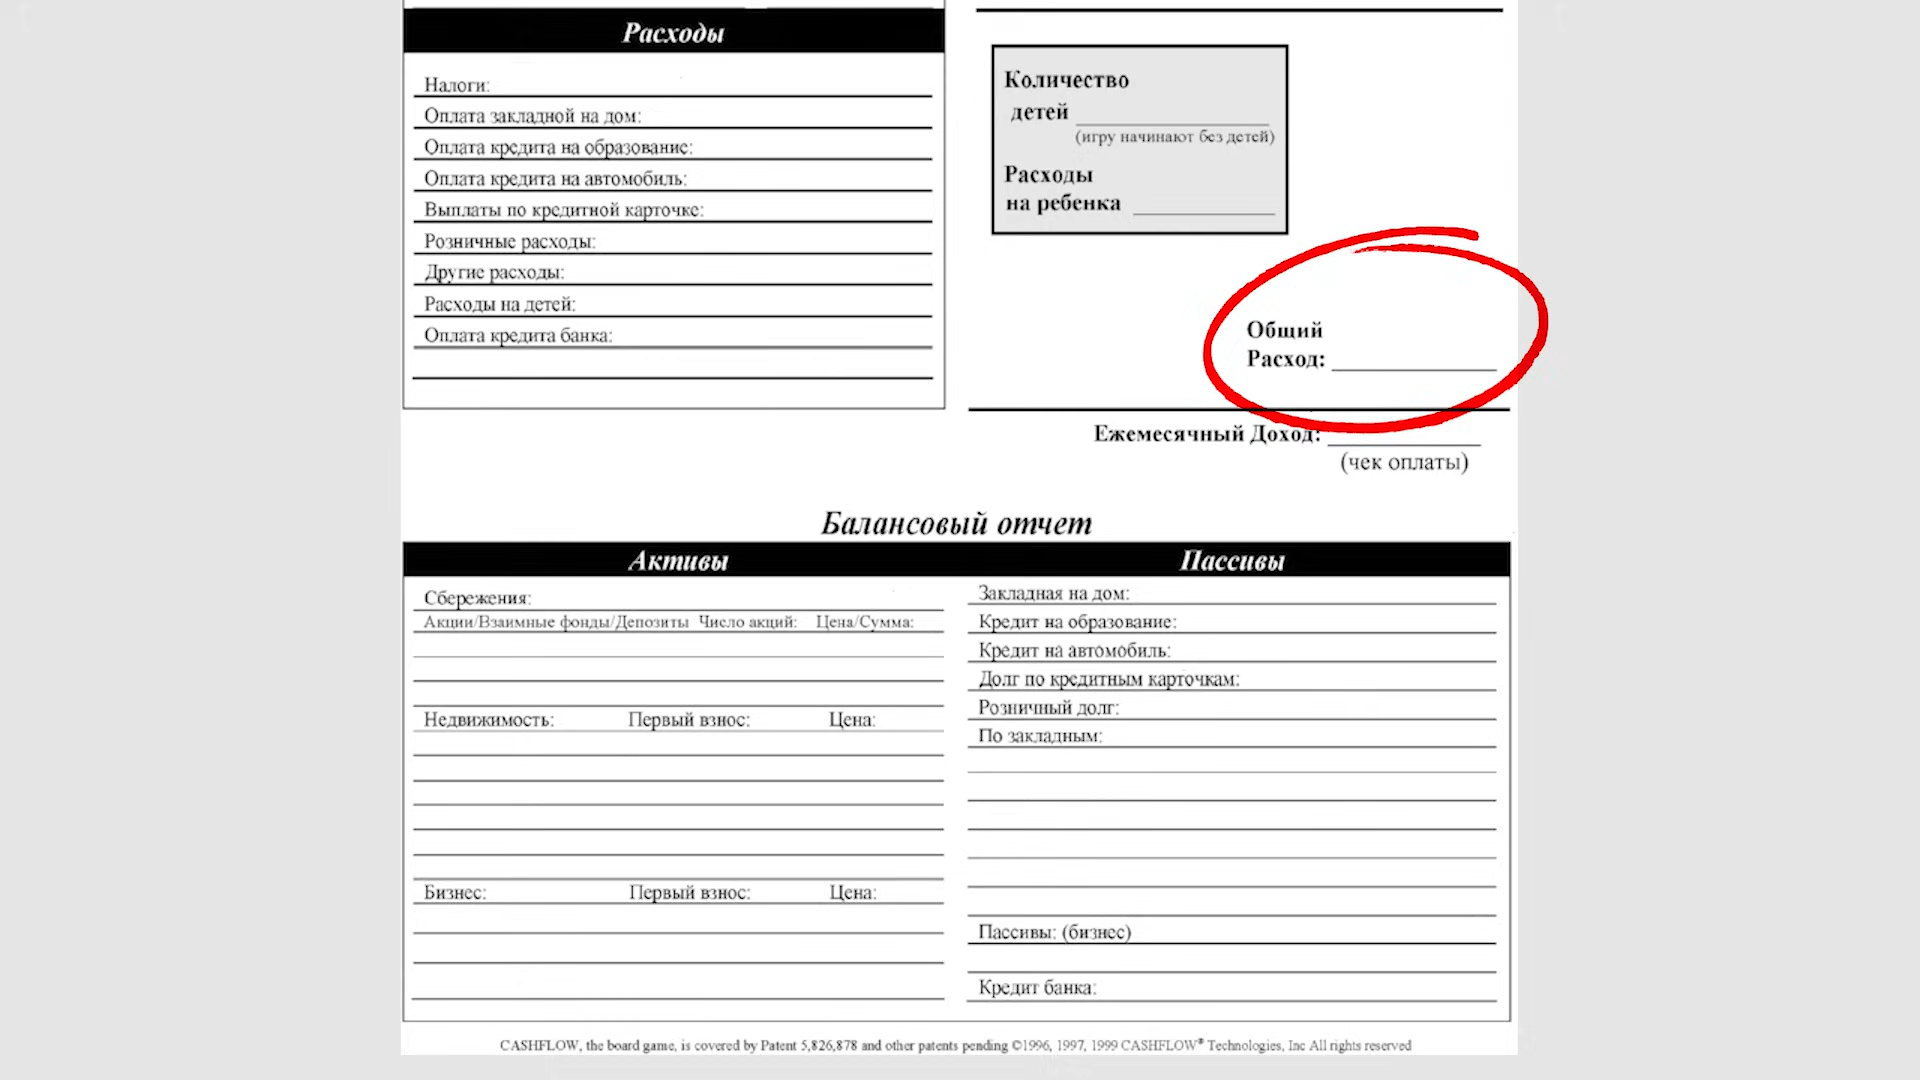 Расходы
Налоги:
Оплата закладной на дом:
Оплата кредита на образование:
Оплата кредита на автомобиль:
Выплаты по кредитной карточке:
Розничные расходы:
Другие расходы:
Расходы на детей:
Оплата кредита банка:
Количество
детей
(игру начинают без детей)
Расходы
на ребенка
Общий
Расход:
Ежемесячный Доход:
(чек оплаты)
Балансовый отчет
Активы
Сбережения:
Акции/Взаимные фонды/Депозиты Число акций: Цена/Сумма:
Недвижимость: Первый взнос: Цена:
Бизнес: Первый взнос: Цена:
Пассивы
Закладная на дом:
Кредит на образование:
Кредит на автомобиль:
Долг по кредитным карточкам:
Розничный долг:
По закладным:
Пассивы: (бизнес)
Кредит банка:
CASHFLOW, the board game, is covered by Patent 5,826,878 and other patents pending ©1996, 1997, 1999 CASHFLOW® Technologies, Inc All rights reserved